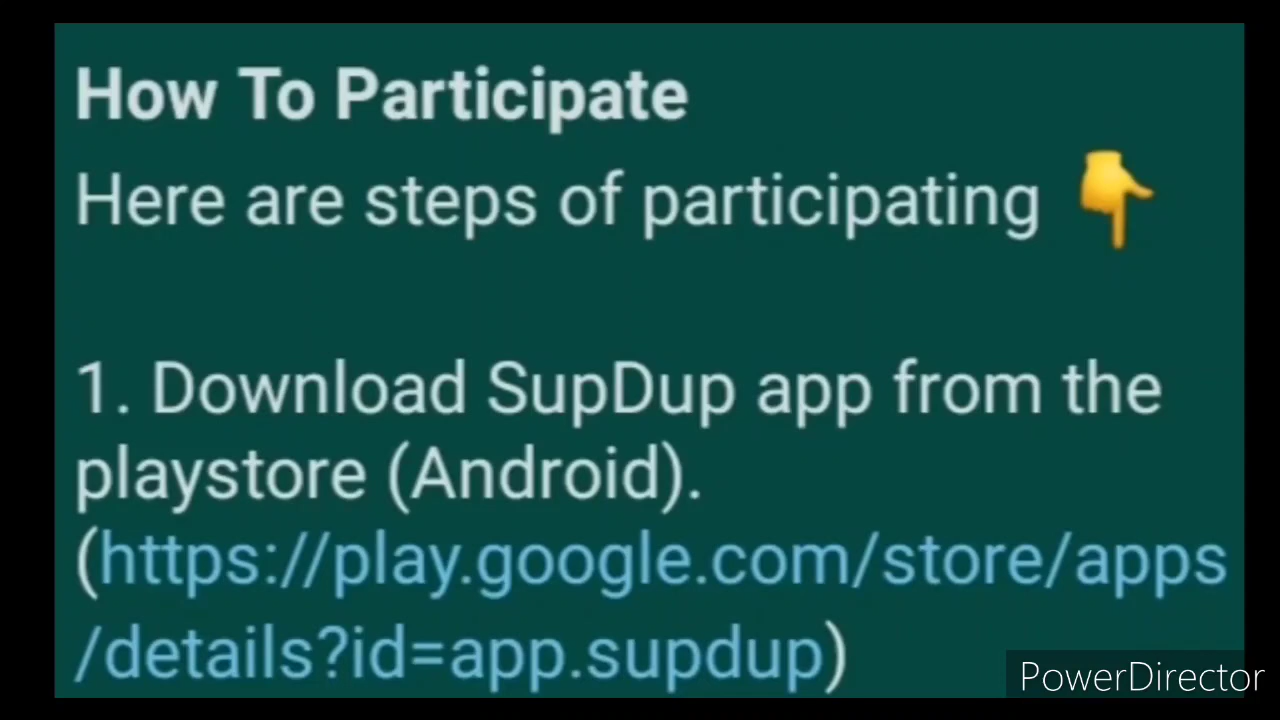 How To Participate
Here are steps of participating 👇
1. Download SupDup app from the
playstore (Android).
(https://play.google.com/store/apps
/details?id=app.supdup)
PowerDirector